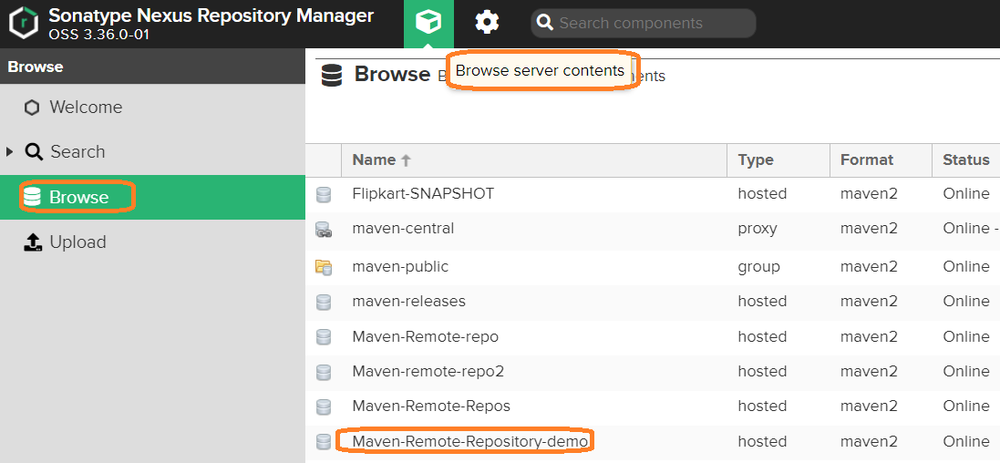 Sonatype Nexus Repository Manager
OSS 3.36.0-01
Search components
Browse
Welcome
Search
Browse
Upload
Browse
Browse server contents
Name Type Format Status
Flipkart-SNAPSHOT hosted maven2 Online
maven-central proxy maven2 Online -
maven-public group maven2 Online
maven-releases hosted maven2 Online
Maven-Remote-repo hosted maven2 Online
Maven-remote-repo2 hosted maven2 Online
Maven-Remote-Repos hosted maven2 Online
Maven-Remote-Repository-demo hosted maven2 Online